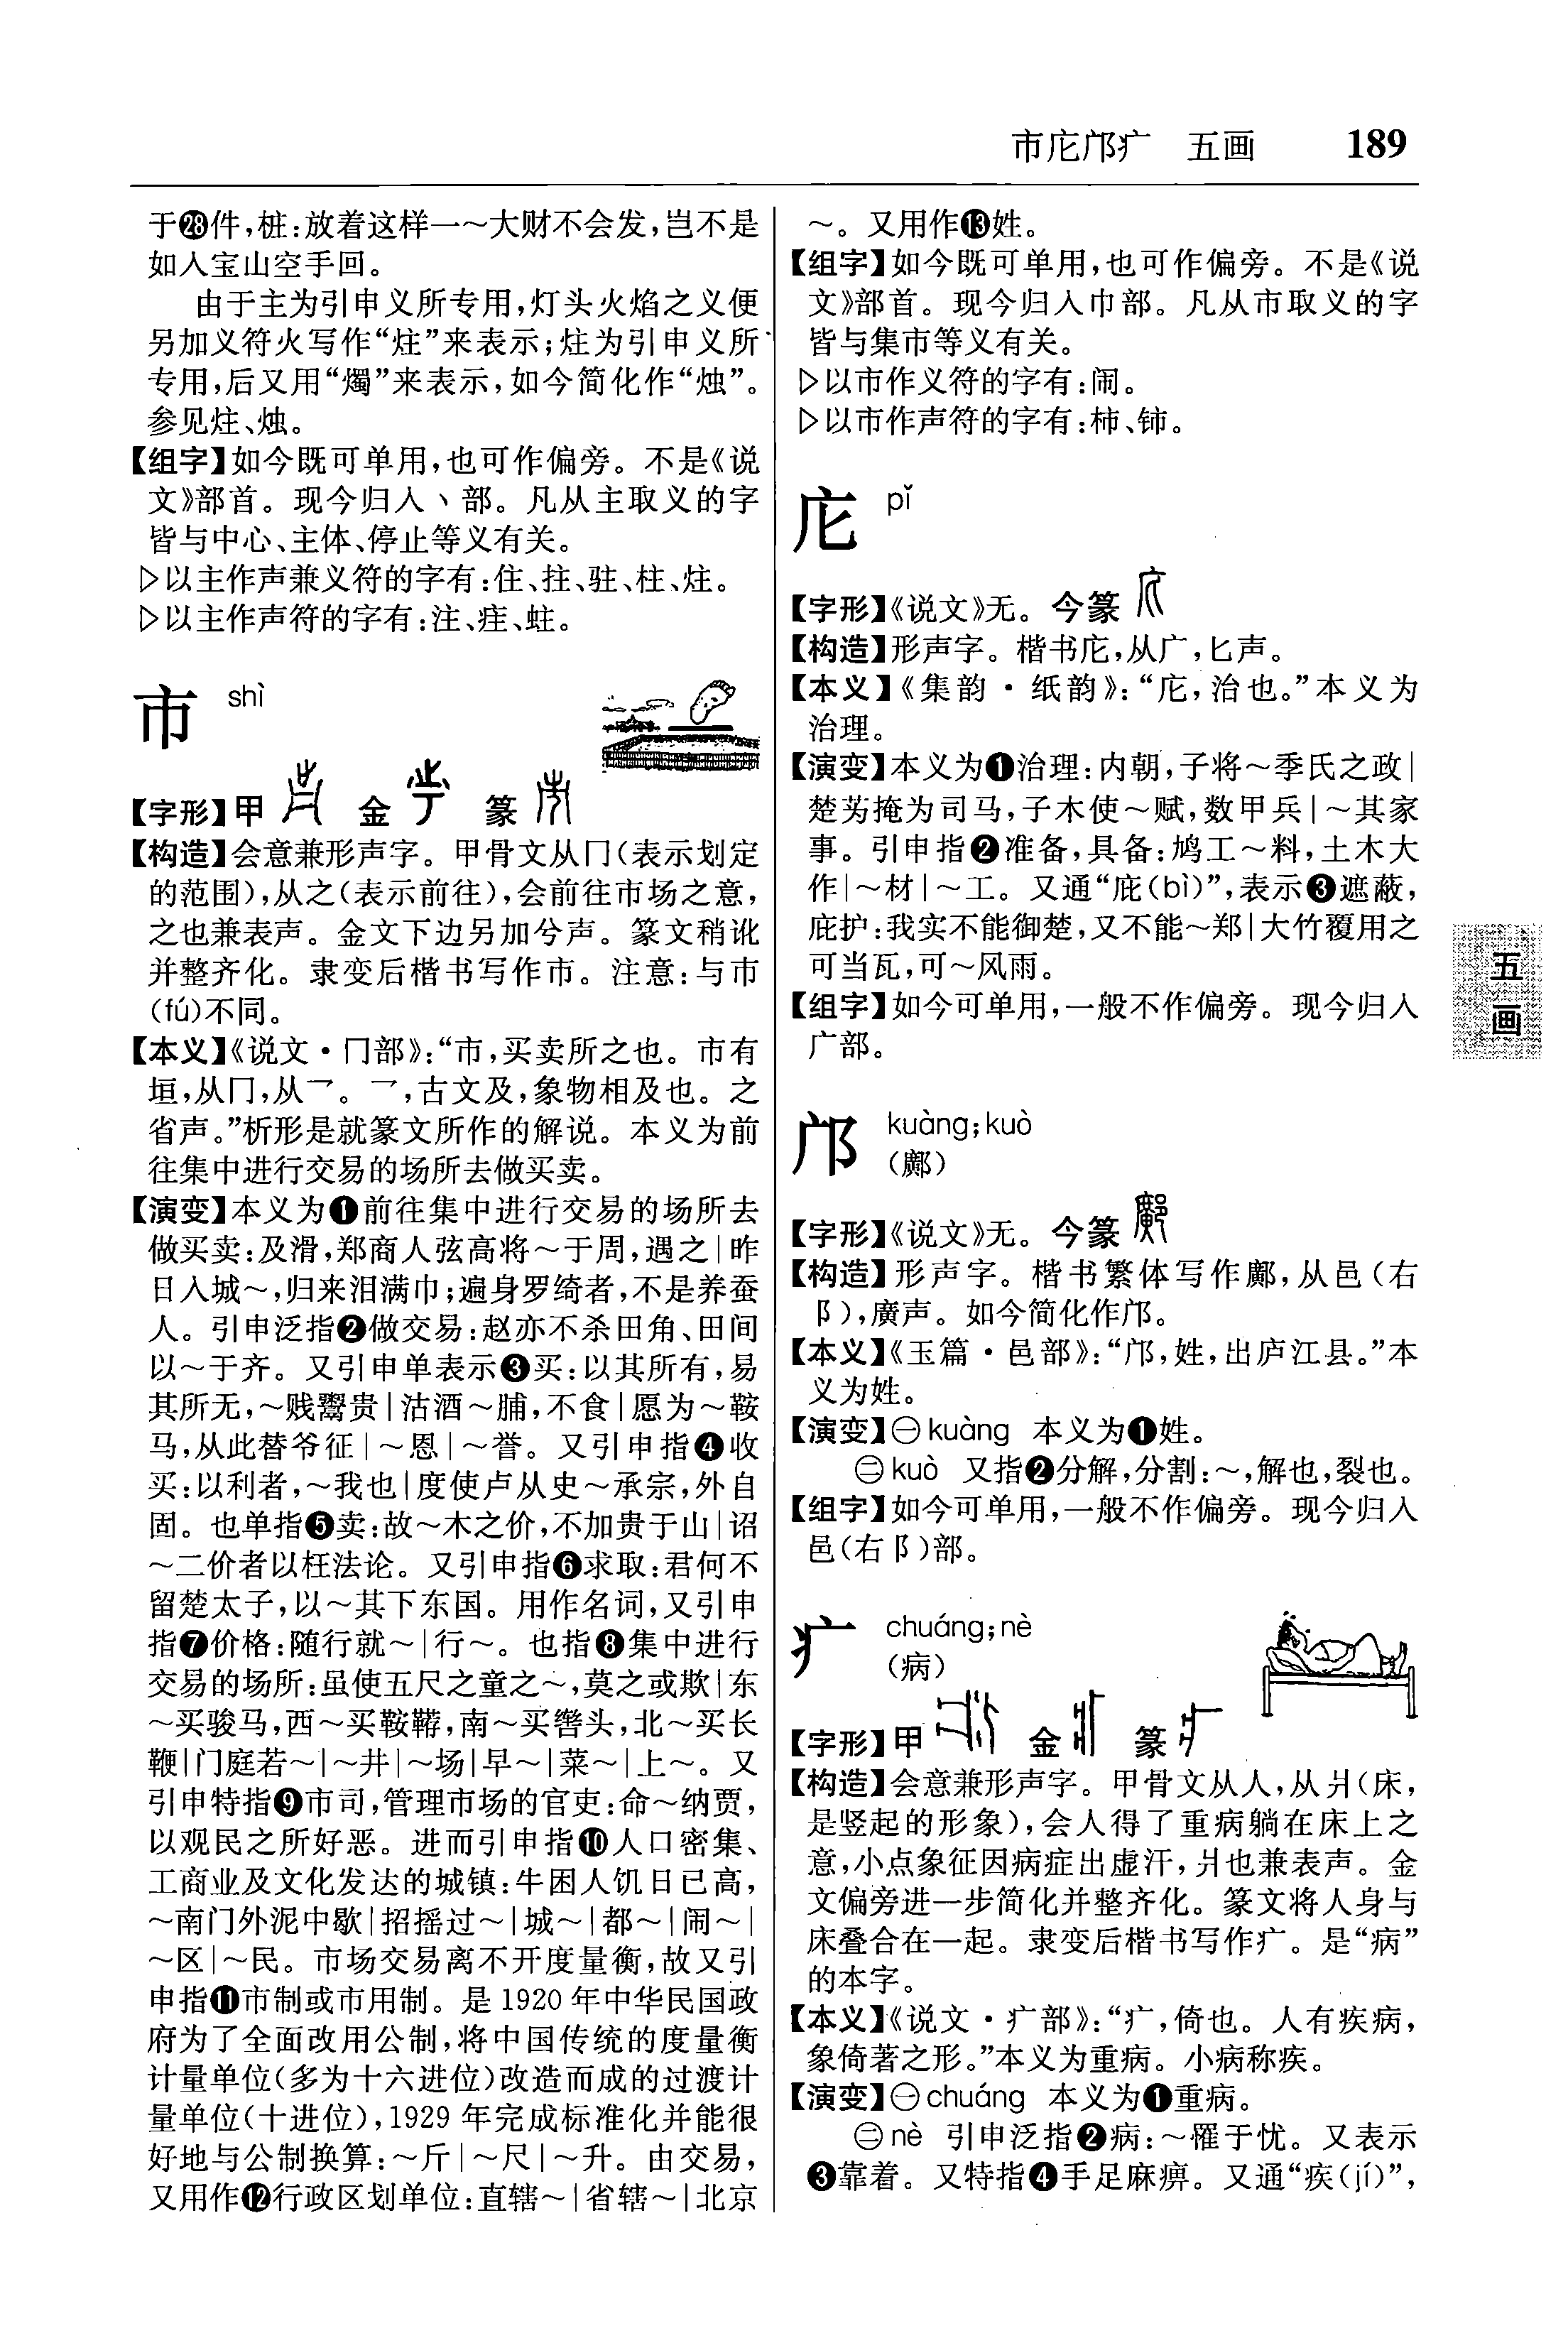 市庀邝疒　五画　189
于㉘件,桩:放着这样一～大财不会发,岂不是
如入宝山空手回。
由于主为引申义所专用,灯头火焰之义便
另加义符火写作“炷”来表示;炷为引申义所
专用,后又用“燭”来表示,如今简化作“烛”。
参见炷、烛。
【组字】如今既可单用,也可作偏旁。不是《说
文》部首。现今归入丶部。凡从主取义的字
皆与中心、主体、停止等义有关。
▷以主作声兼义符的字有:住、拄、驻、柱、炷。
▷以主作声符的字有:注、疰、蛀。
市 shì
【字形】甲 金 篆
【构造】会意兼形声字。甲骨文从冂(表示划定
的范围),从之(表示前往),会前往市场之意,
之也兼表声。金文下边另加兮声。篆文稍讹
并整齐化。隶变后楷书写作市。注意:与巿
(fú)不同。
【本义】《说文·冂部》:“市,买卖所之也。市有
垣,从冂,从乛。乛,古文及,象物相及也。之
省声。”析形是就篆文所作的解说。本义为前
往集中进行交易的场所去做买卖。
【演变】本义为❶前往集中进行交易的场所去
做买卖:及滑,郑商人弦高将～于周,遇之|昨
日入城～,归来泪满巾;遍身罗绮者,不是养蚕
人。引申泛指❷做交易:赵亦不杀田角、田间
以～于齐。又引申单表示❸买:以其所有,易
其所无,～贱鬻贵|沽酒～脯,不食|愿为～鞍
马,从此替爷征|～恩|～誉。又引申指❹收
买:以利者,～我也|度使卢从史～承宗,外自
固。也单指❺卖:故～木之价,不加贵于山|诏
～二价者以枉法论。又引申指❻求取:君何不
留楚太子,以～其下东国。用作名词,又引申
指❼价格:随行就～|行～。也指❽集中进行
交易的场所:虽使五尺之童之～,莫之或欺|东
～买骏马,西～买鞍鞯,南～买辔头,北～买长
鞭|门庭若～|～井|～场|早～|菜～|上～。又
引申特指❾市司,管理市场的官吏:命～纳贾,
以观民之所好恶。进而引申指❿人口密集、
工商业及文化发达的城镇:牛困人饥日已高,
～南门外泥中歇|招摇过～|城～|都～|闹～|
～区|～民。市场交易离不开度量衡,故又引
申指⓫市制或市用制。是1920年中华民国政
府为了全面改用公制,将中国传统的度量衡
计量单位(多为十六进位)改造而成的过渡计
量单位(十进位),1929年完成标准化并能很
好地与公制换算:～斤|～尺|～升。由交易,
又用作⓬行政区划单位:直辖～|省辖～|北京
～。又用作⓭姓。
【组字】如今既可单用,也可作偏旁。不是《说
文》部首。现今归入巾部。凡从市取义的字
皆与集市等义有关。
▷以市作义符的字有:闹。
▷以市作声符的字有:柿、铈。
庀 pǐ
【字形】《说文》无。今篆
【构造】形声字。楷书庀,从广,匕声。
【本义】《集韵·纸韵》:“庀,治也。”本义为
治理。
【演变】本义为❶治理:内朝,子将～季氏之政|
楚艻掩为司马,子木使～赋,数甲兵|～其家
事。引申指❷准备,具备:鸠工～料,土木大
作|～材|～工。又通“庇(bì)”,表示❸遮蔽,
庇护:我实不能御楚,又不能～郑|大竹覆用之
可当瓦,可～风雨。
【组字】如今可单用,一般不作偏旁。现今归入
广部。
邝 kuàng;kuò
(鄺)
【字形】《说文》无。今篆
【构造】形声字。楷书繁体写作鄺,从邑(右
阝),廣声。如今简化作邝。
【本义】《玉篇·邑部》:“邝,姓,出庐江县。”本
义为姓。
【演变】㊀kuàng 本义为❶姓。
㊁kuò 又指❷分解,分割:～,解也,裂也。
【组字】如今可单用,一般不作偏旁。现今归入
邑(右阝)部。
疒 chuáng;nè
(病)
【字形】甲 金 篆
【构造】会意兼形声字。甲骨文从人,从爿(床,
是竖起的形象),会人得了重病躺在床上之
意,小点象征因病症出虚汗,爿也兼表声。金
文偏旁进一步简化并整齐化。篆文将人身与
床叠合在一起。隶变后楷书写作疒。是“病”
的本字。
【本义】《说文·疒部》:“疒,倚也。人有疾病,
象倚著之形。”本义为重病。小病称疾。
【演变】㊀chuáng 本义为❶重病。
㊁nè 引申泛指❷病:～罹于忧。又表示
❸靠着。又特指❹手足麻痹。又通“疾(jí)”,
五
画